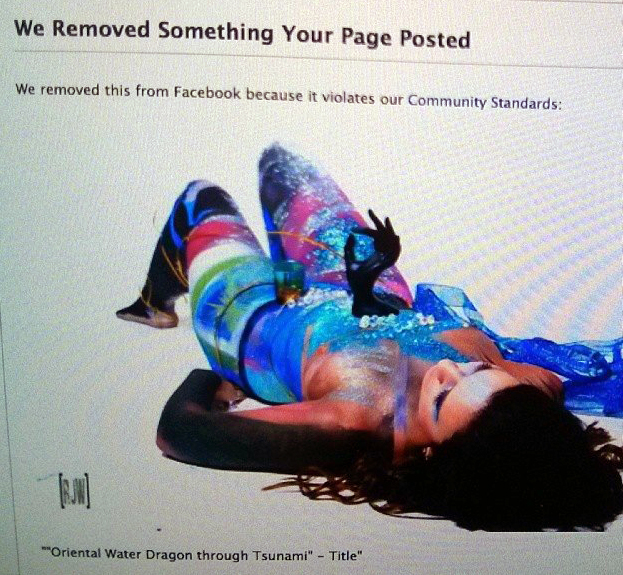 We Removed Something Your Page Posted
We removed this from Facebook because it violates our Community Standards:
[RJW]
""Oriental Water Dragon through Tsunami" – Title"